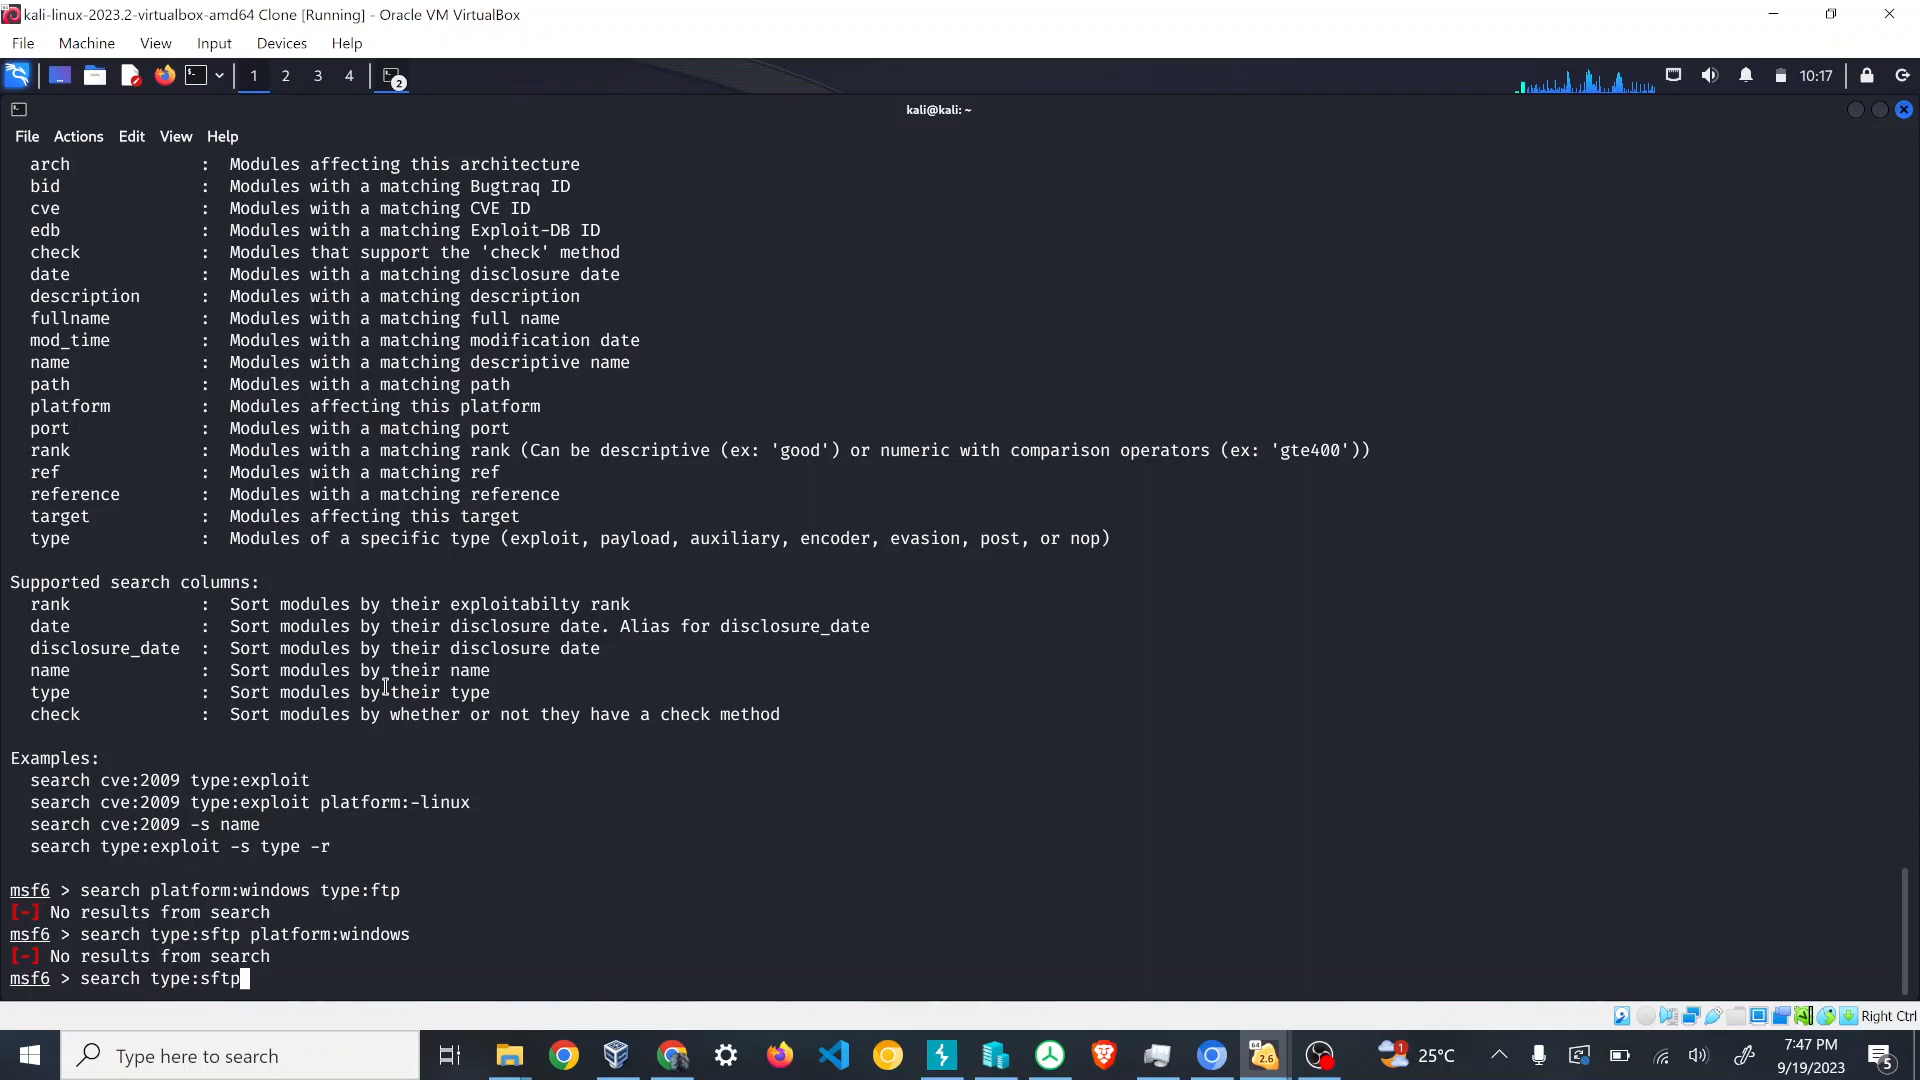 kali-linux-2023.2-virtualbox-amd64 Clone [Running] - Oracle VM VirtualBox
File Machine View Input Devices Help
1 2 3 4 2 10:17
kali@kali: ~
File Actions Edit View Help
arch : Modules affecting this architecture
bid : Modules with a matching Bugtraq ID
cve : Modules with a matching CVE ID
edb : Modules with a matching Exploit-DB ID
check : Modules that support the 'check' method
date : Modules with a matching disclosure date
description : Modules with a matching description
fullname : Modules with a matching full name
mod_time : Modules with a matching modification date
name : Modules with a matching descriptive name
path : Modules with a matching path
platform : Modules affecting this platform
port : Modules with a matching port
rank : Modules with a matching rank (Can be descriptive (ex: 'good') or numeric with comparison operators (ex: 'gte400'))
ref : Modules with a matching ref
reference : Modules with a matching reference
target : Modules affecting this target
type : Modules of a specific type (exploit, payload, auxiliary, encoder, evasion, post, or nop)
Supported search columns:
rank : Sort modules by their exploitabilty rank
date : Sort modules by their disclosure date. Alias for disclosure_date
disclosure_date : Sort modules by their disclosure date
name : Sort modules by their name
type : Sort modules by their type
check : Sort modules by whether or not they have a check method
Examples:
search cve:2009 type:exploit
search cve:2009 type:exploit platform:-linux
search cve:2009 -s name
search type:exploit -s type -r
msf6 > search platform:windows type:ftp
[-] No results from search
msf6 > search type:sftp platform:windows
[-] No results from search
msf6 > search type:sftp
Right Ctrl
Type here to search
64
2.6
1
25°C
7:47 PM
9/19/2023
5